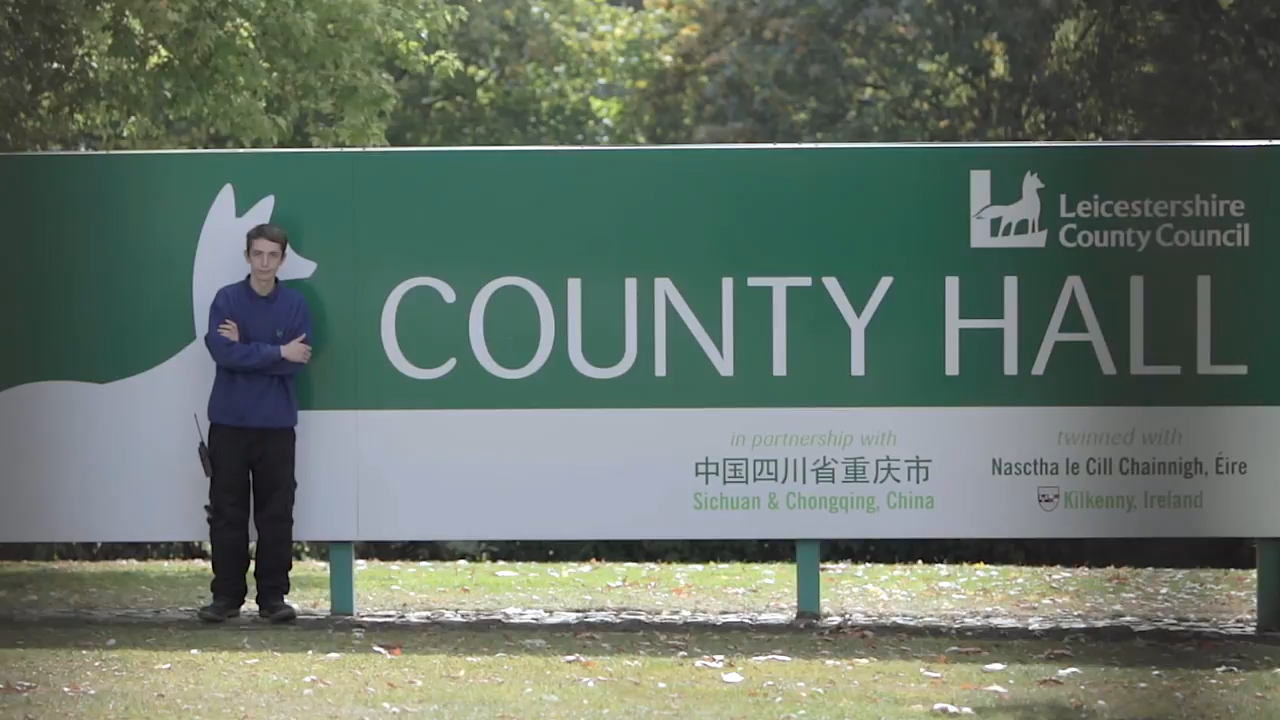 Leicestershire
County Council
COUNTY HALL
in partnership with
中国四川省重庆市
Sichuan & Chongqing, China
twinned with
Nasctha le Cill Chainnigh, Éire
Kilkenny, Ireland